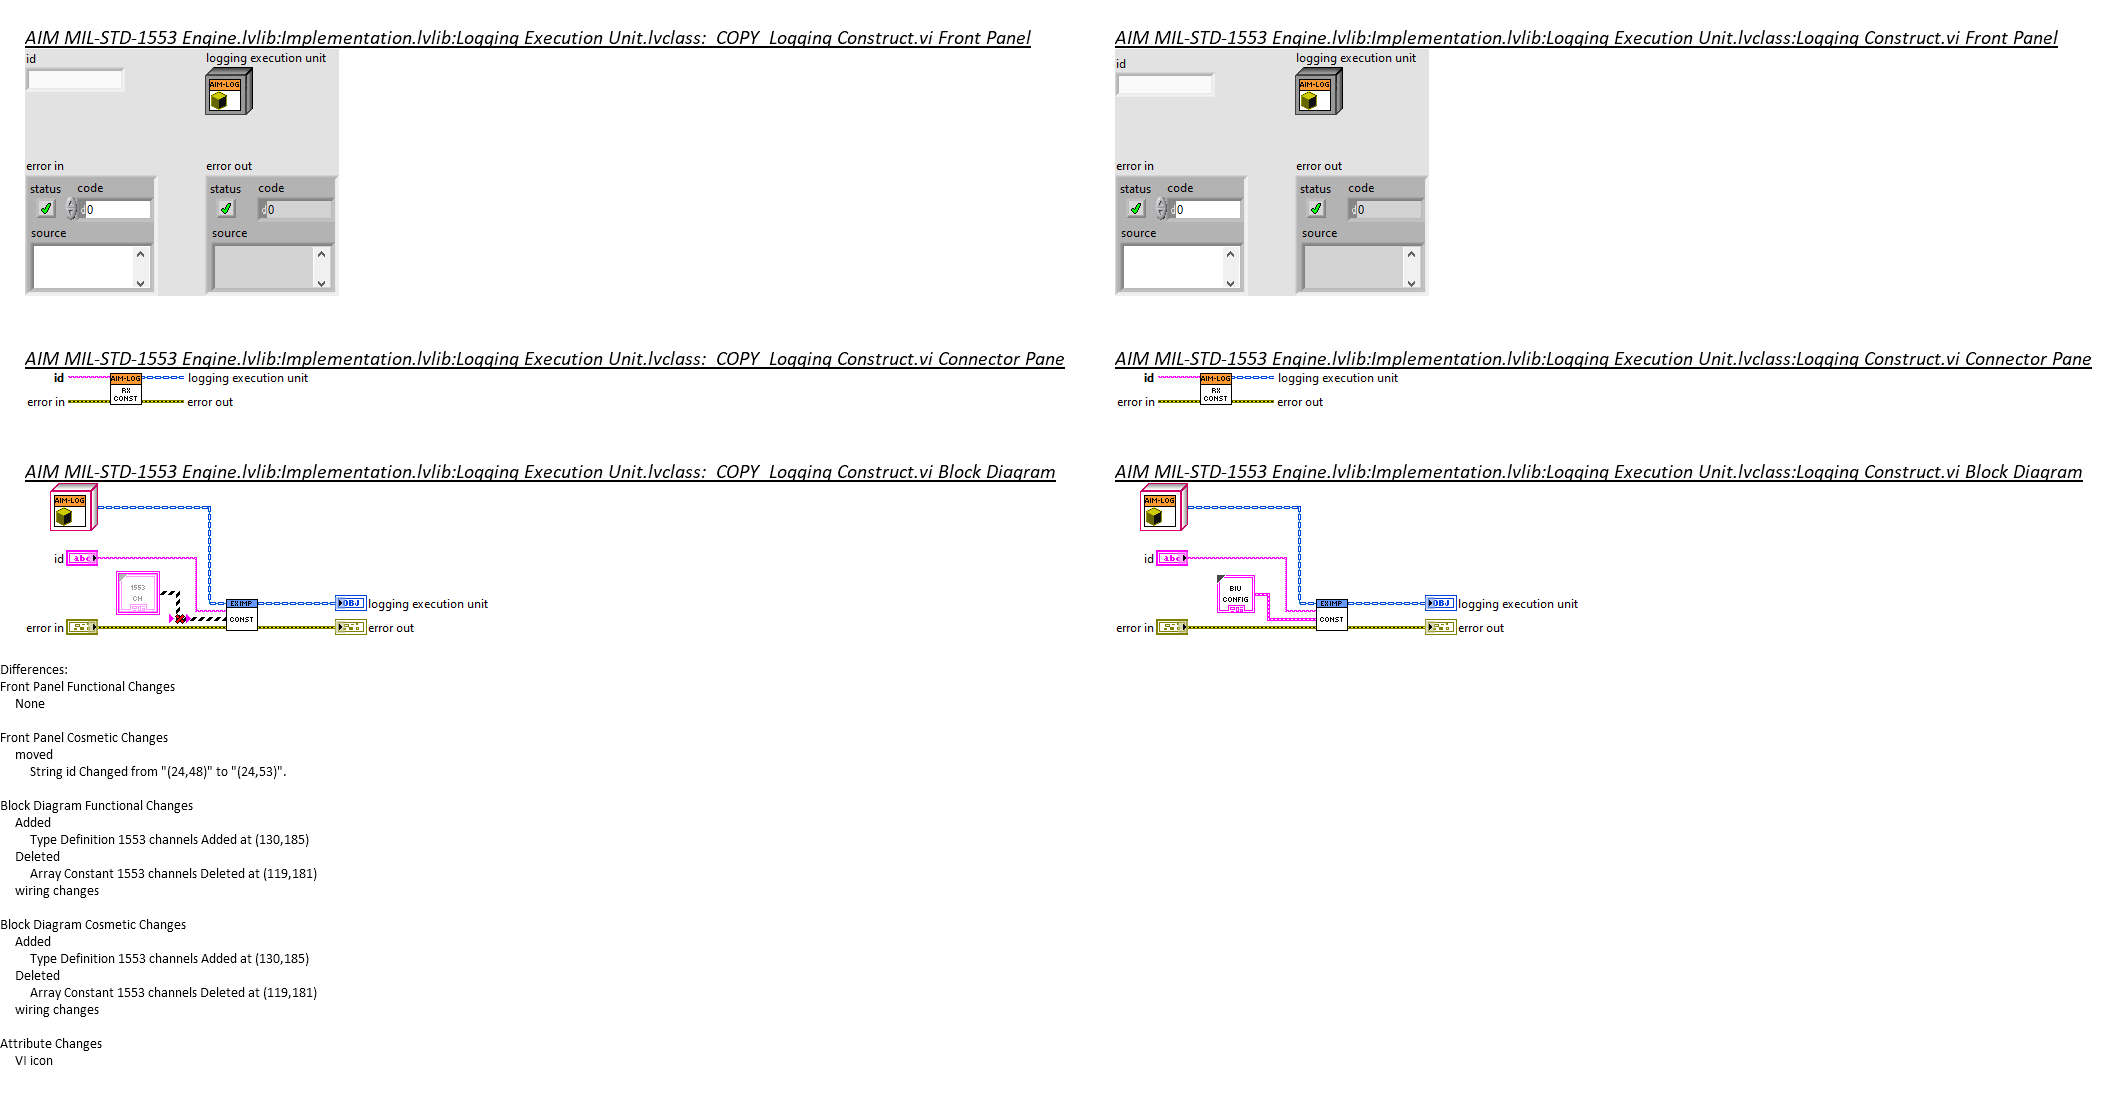 AIM MIL-STD-1553 Engine.lvlib:Implementation.lvlib:Logging Execution Unit.lvclass:_COPY_Logging Construct.vi Front Panel
id
logging execution unit
AIM-LOG
error in
error out
status code
status code
d 0
d 0
source
source
AIM MIL-STD-1553 Engine.lvlib:Implementation.lvlib:Logging Execution Unit.lvclass:_COPY_Logging Construct.vi Connector Pane
id
AIM-LOG
RX
CONST
logging execution unit
error in
error out
AIM MIL-STD-1553 Engine.lvlib:Implementation.lvlib:Logging Execution Unit.lvclass:_COPY_Logging Construct.vi Block Diagram
AIM-LOG
id
abc
1553
CH
EXIMP
CONST
OBJ
logging execution unit
error in
error out
AIM MIL-STD-1553 Engine.lvlib:Implementation.lvlib:Logging Execution Unit.lvclass:Logging Construct.vi Front Panel
id
logging execution unit
AIM-LOG
error in
error out
status code
status code
d 0
d 0
source
source
AIM MIL-STD-1553 Engine.lvlib:Implementation.lvlib:Logging Execution Unit.lvclass:Logging Construct.vi Connector Pane
id
AIM-LOG
RX
CONST
logging execution unit
error in
error out
AIM MIL-STD-1553 Engine.lvlib:Implementation.lvlib:Logging Execution Unit.lvclass:Logging Construct.vi Block Diagram
AIM-LOG
id
abc
BIU
CONFIG
EXIMP
CONST
OBJ
logging execution unit
error in
error out
Differences:
Front Panel Functional Changes
None
Front Panel Cosmetic Changes
moved
String id Changed from "(24,48)" to "(24,53)".
Block Diagram Functional Changes
Added
Type Definition 1553 channels Added at (130,185)
Deleted
Array Constant 1553 channels Deleted at (119,181)
wiring changes
Block Diagram Cosmetic Changes
Added
Type Definition 1553 channels Added at (130,185)
Deleted
Array Constant 1553 channels Deleted at (119,181)
wiring changes
Attribute Changes
VI icon